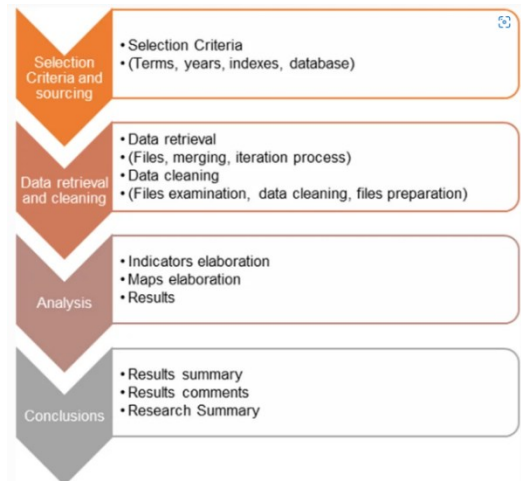 Selection
Criteria and
sourcing
• Selection Criteria
• (Terms, years, indexes, database)
Data retrieval
and cleaning
• Data retrieval
• (Files, merging, iteration process)
• Data cleaning
• (Files examination, data cleaning, files preparation)
Analysis
• Indicators elaboration
• Maps elaboration
• Results
Conclusions
• Results summary
• Results comments
• Research Summary